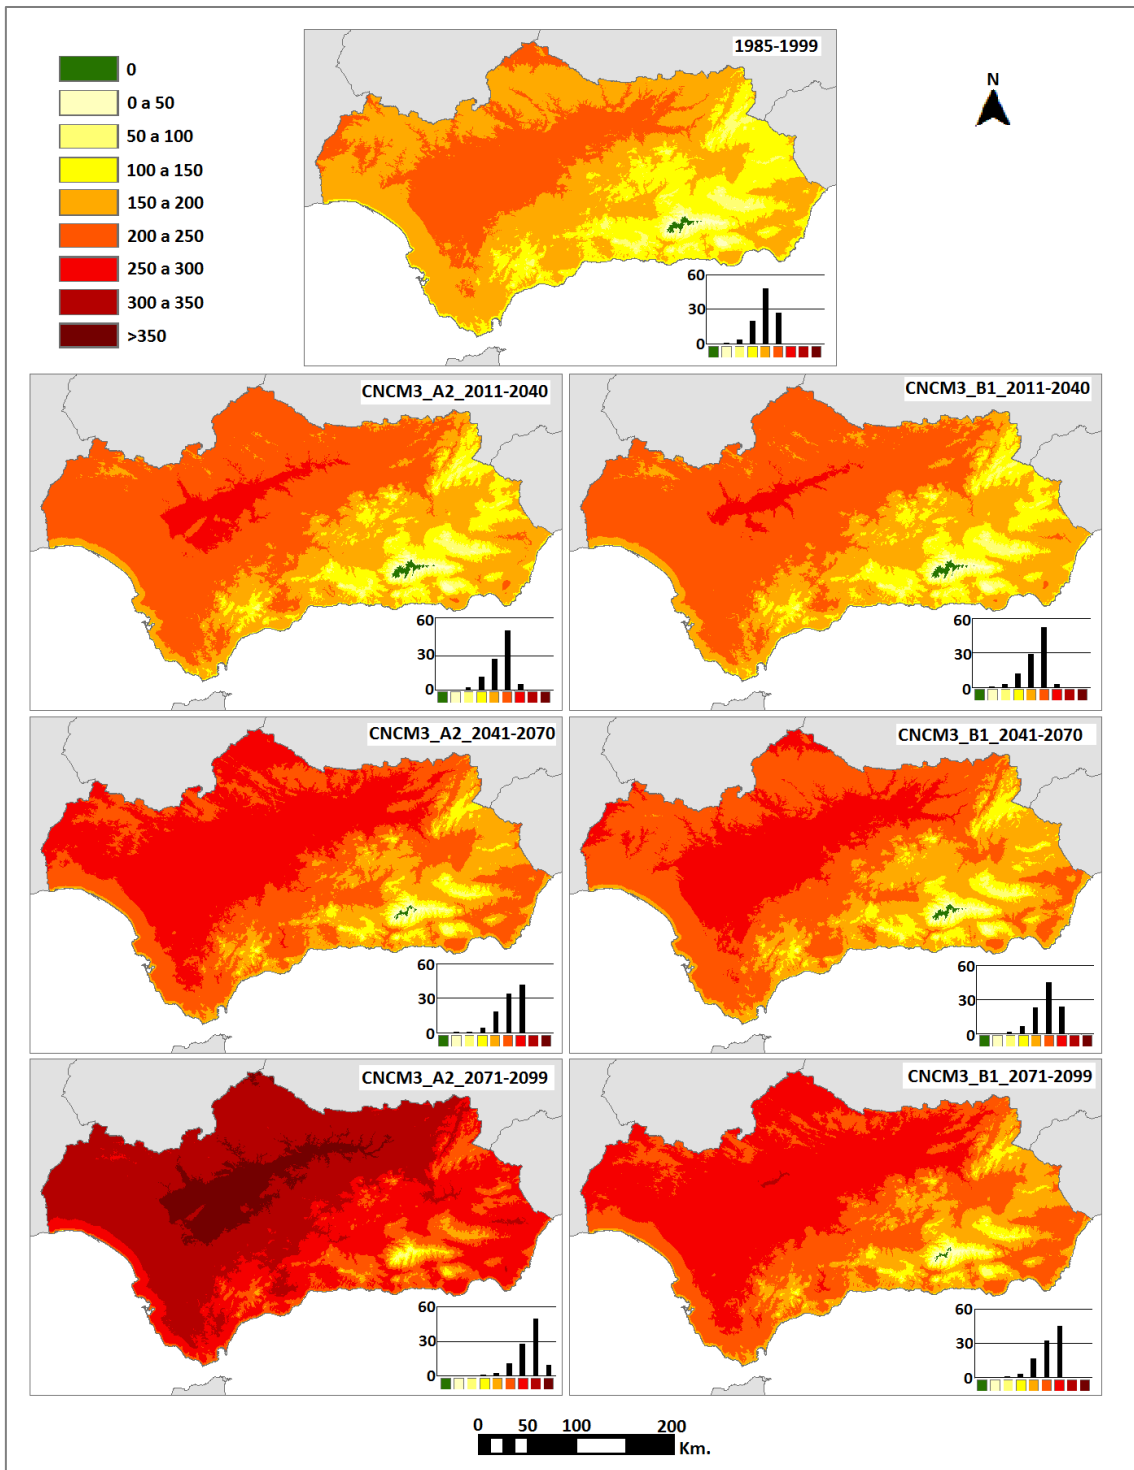 1985-1999
N
0
0 a 50
50 a 100
100 a 150
150 a 200
200 a 250
250 a 300
300 a 350
>350
60
30
0
CNCM3_A2_2011-2040
60
30
0
CNCM3_B1_2011-2040
60
30
0
CNCM3_A2_2041-2070
60
30
0
CNCM3_B1_2041-2070
60
30
0
CNCM3_A2_2071-2099
60
30
0
CNCM3_B1_2071-2099
60
30
0
0 50 100 200
Km.